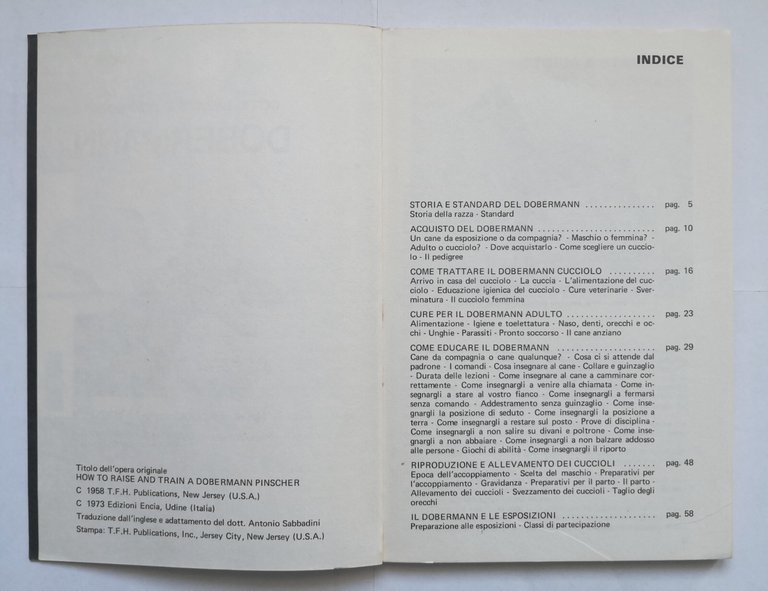 Titolo dell'opera originale
HOW TO RAISE AND TRAIN A DOBERMANN PINSCHER
C 1958 T.F.H. Publications, New Jersey (U.S.A.)
C 1973 Edizioni Encia, Udine (Italia)
Traduzione dall'inglese e adattamento del dott. Antonio Sabbadini
Stampa: T.F.H. Publications, Inc., Jersey City, New Jersey (U.S.A.)
INDICE
STORIA E STANDARD DEL DOBERMANN ............... pag. 5
Storia della razza - Standard
ACQUISTO DEL DOBERMANN ......................... pag. 10
Un cane da esposizione o da compagnia? - Maschio o femmina? -
Adulto o cucciolo? - Dove acquistarlo - Come scegliere un cuccio-
lo - Il pedigree
COME TRATTARE IL DOBERMANN CUCCIOLO .......... pag. 16
Arrivo in casa del cucciolo - La cuccia - L'alimentazione del cuc-
ciolo - Educazione igienica del cucciolo - Cure veterinarie - Sver-
minatura - Il cucciolo femmina
CURE PER IL DOBERMANN ADULTO .................... pag. 23
Alimentazione - Igiene e toelettatura - Naso, denti, orecchi e oc-
chi - Unghie - Parassiti - Pronto soccorso - Il cane anziano
COME EDUCARE IL DOBERMANN ..................... pag. 29
Cane da compagnia o cane qualunque? - Cosa ci si attende dal
padrone - I comandi - Cosa insegnare al cane - Collare e guinzaglio
- Durata delle lezioni - Come insegnare al cane a camminare cor-
rettamente - Come insegnargli a venire alla chiamata - Come in-
segnargli a stare al vostro fianco - Come insegnargli a fermarsi
senza comando - Addestramento senza guinzaglio - Come inse-
gnargli la posizione di seduto - Come insegnargli la posizione a
terra - Come insegnargli a restare sul posto - Prove di disciplina -
Come insegnargli a non salire su divani e poltrone - Come inse-
gnargli a non abbaiare - Come insegnargli a non balzare addosso
alle persone - Giochi di abilità - Come insegnargli il riporto
RIPRODUZIONE E ALLEVAMENTO DEI CUCCIOLI ....... pag. 48
Epoca dell'accoppiamento - Scelta del maschio - Preparativi per
l'accoppiamento - Gravidanza - Preparativi per il parto - Il parto -
Allevamento dei cuccioli - Svezzamento dei cuccioli - Taglio degli
orecchi
IL DOBERMANN E LE ESPOSIZIONI .................... pag. 58
Preparazione alle esposizioni - Classi di partecipazione